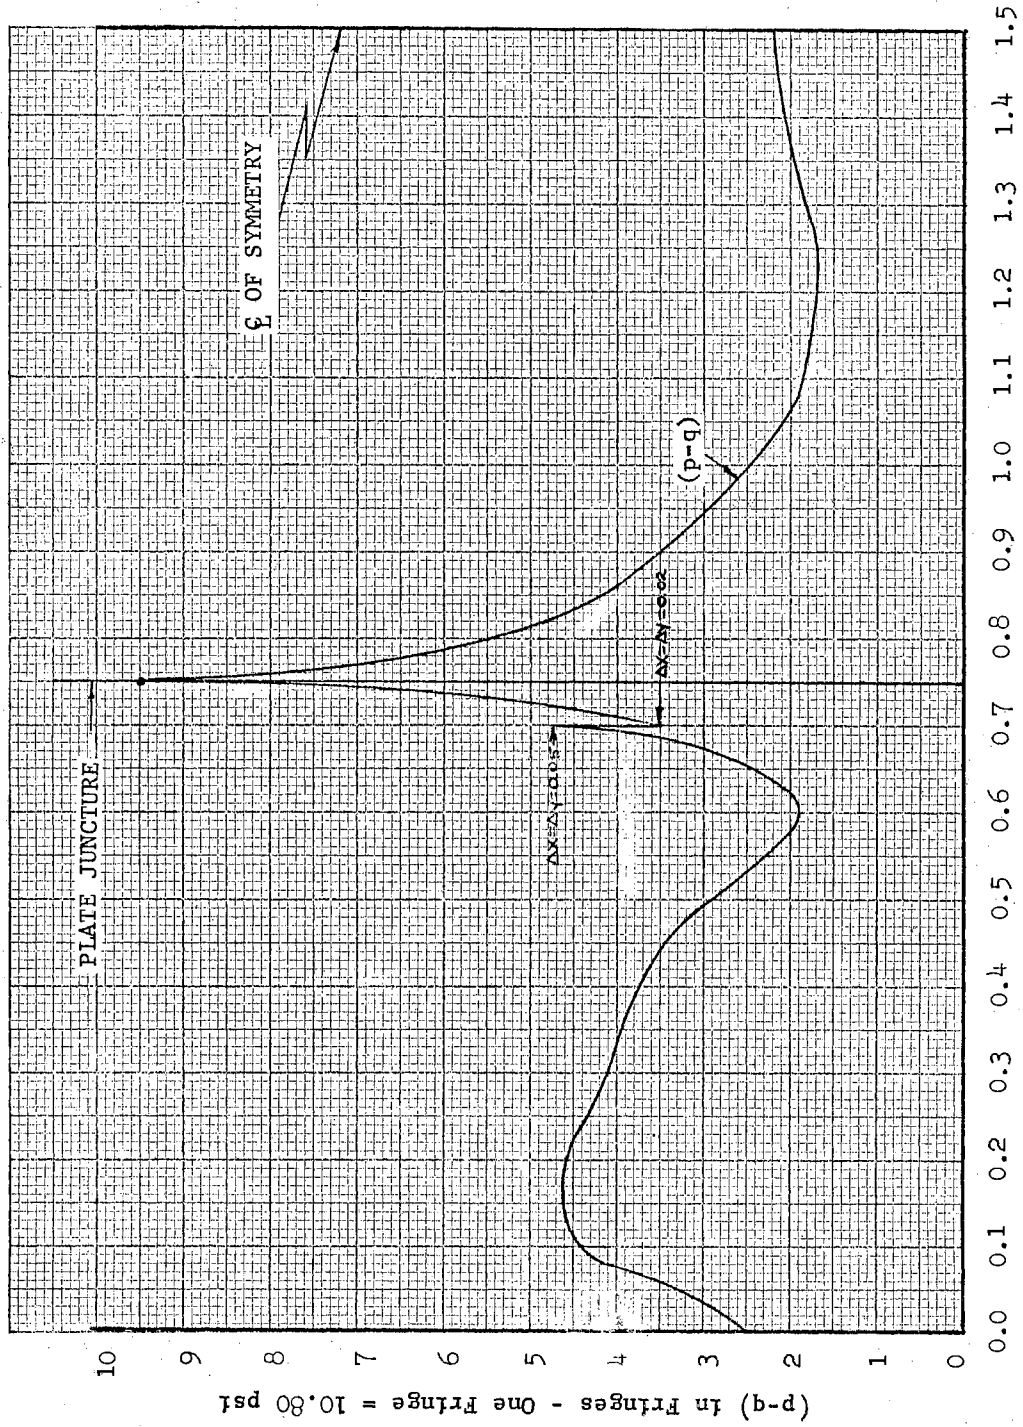 PLATE JUNCTURE
℄ OF SYMMETRY
(p-q)
ΔX=ΔY=0.05
ΔX=ΔY=0.02
(p-q) in Fringes - One Fringe = 10.80 psi
10
9
8
7
6
5
4
3
2
1
0
0.0 0.1 0.2 0.3 0.4 0.5 0.6 0.7 0.8 0.9 1.0 1.1 1.2 1.3 1.4 1.5